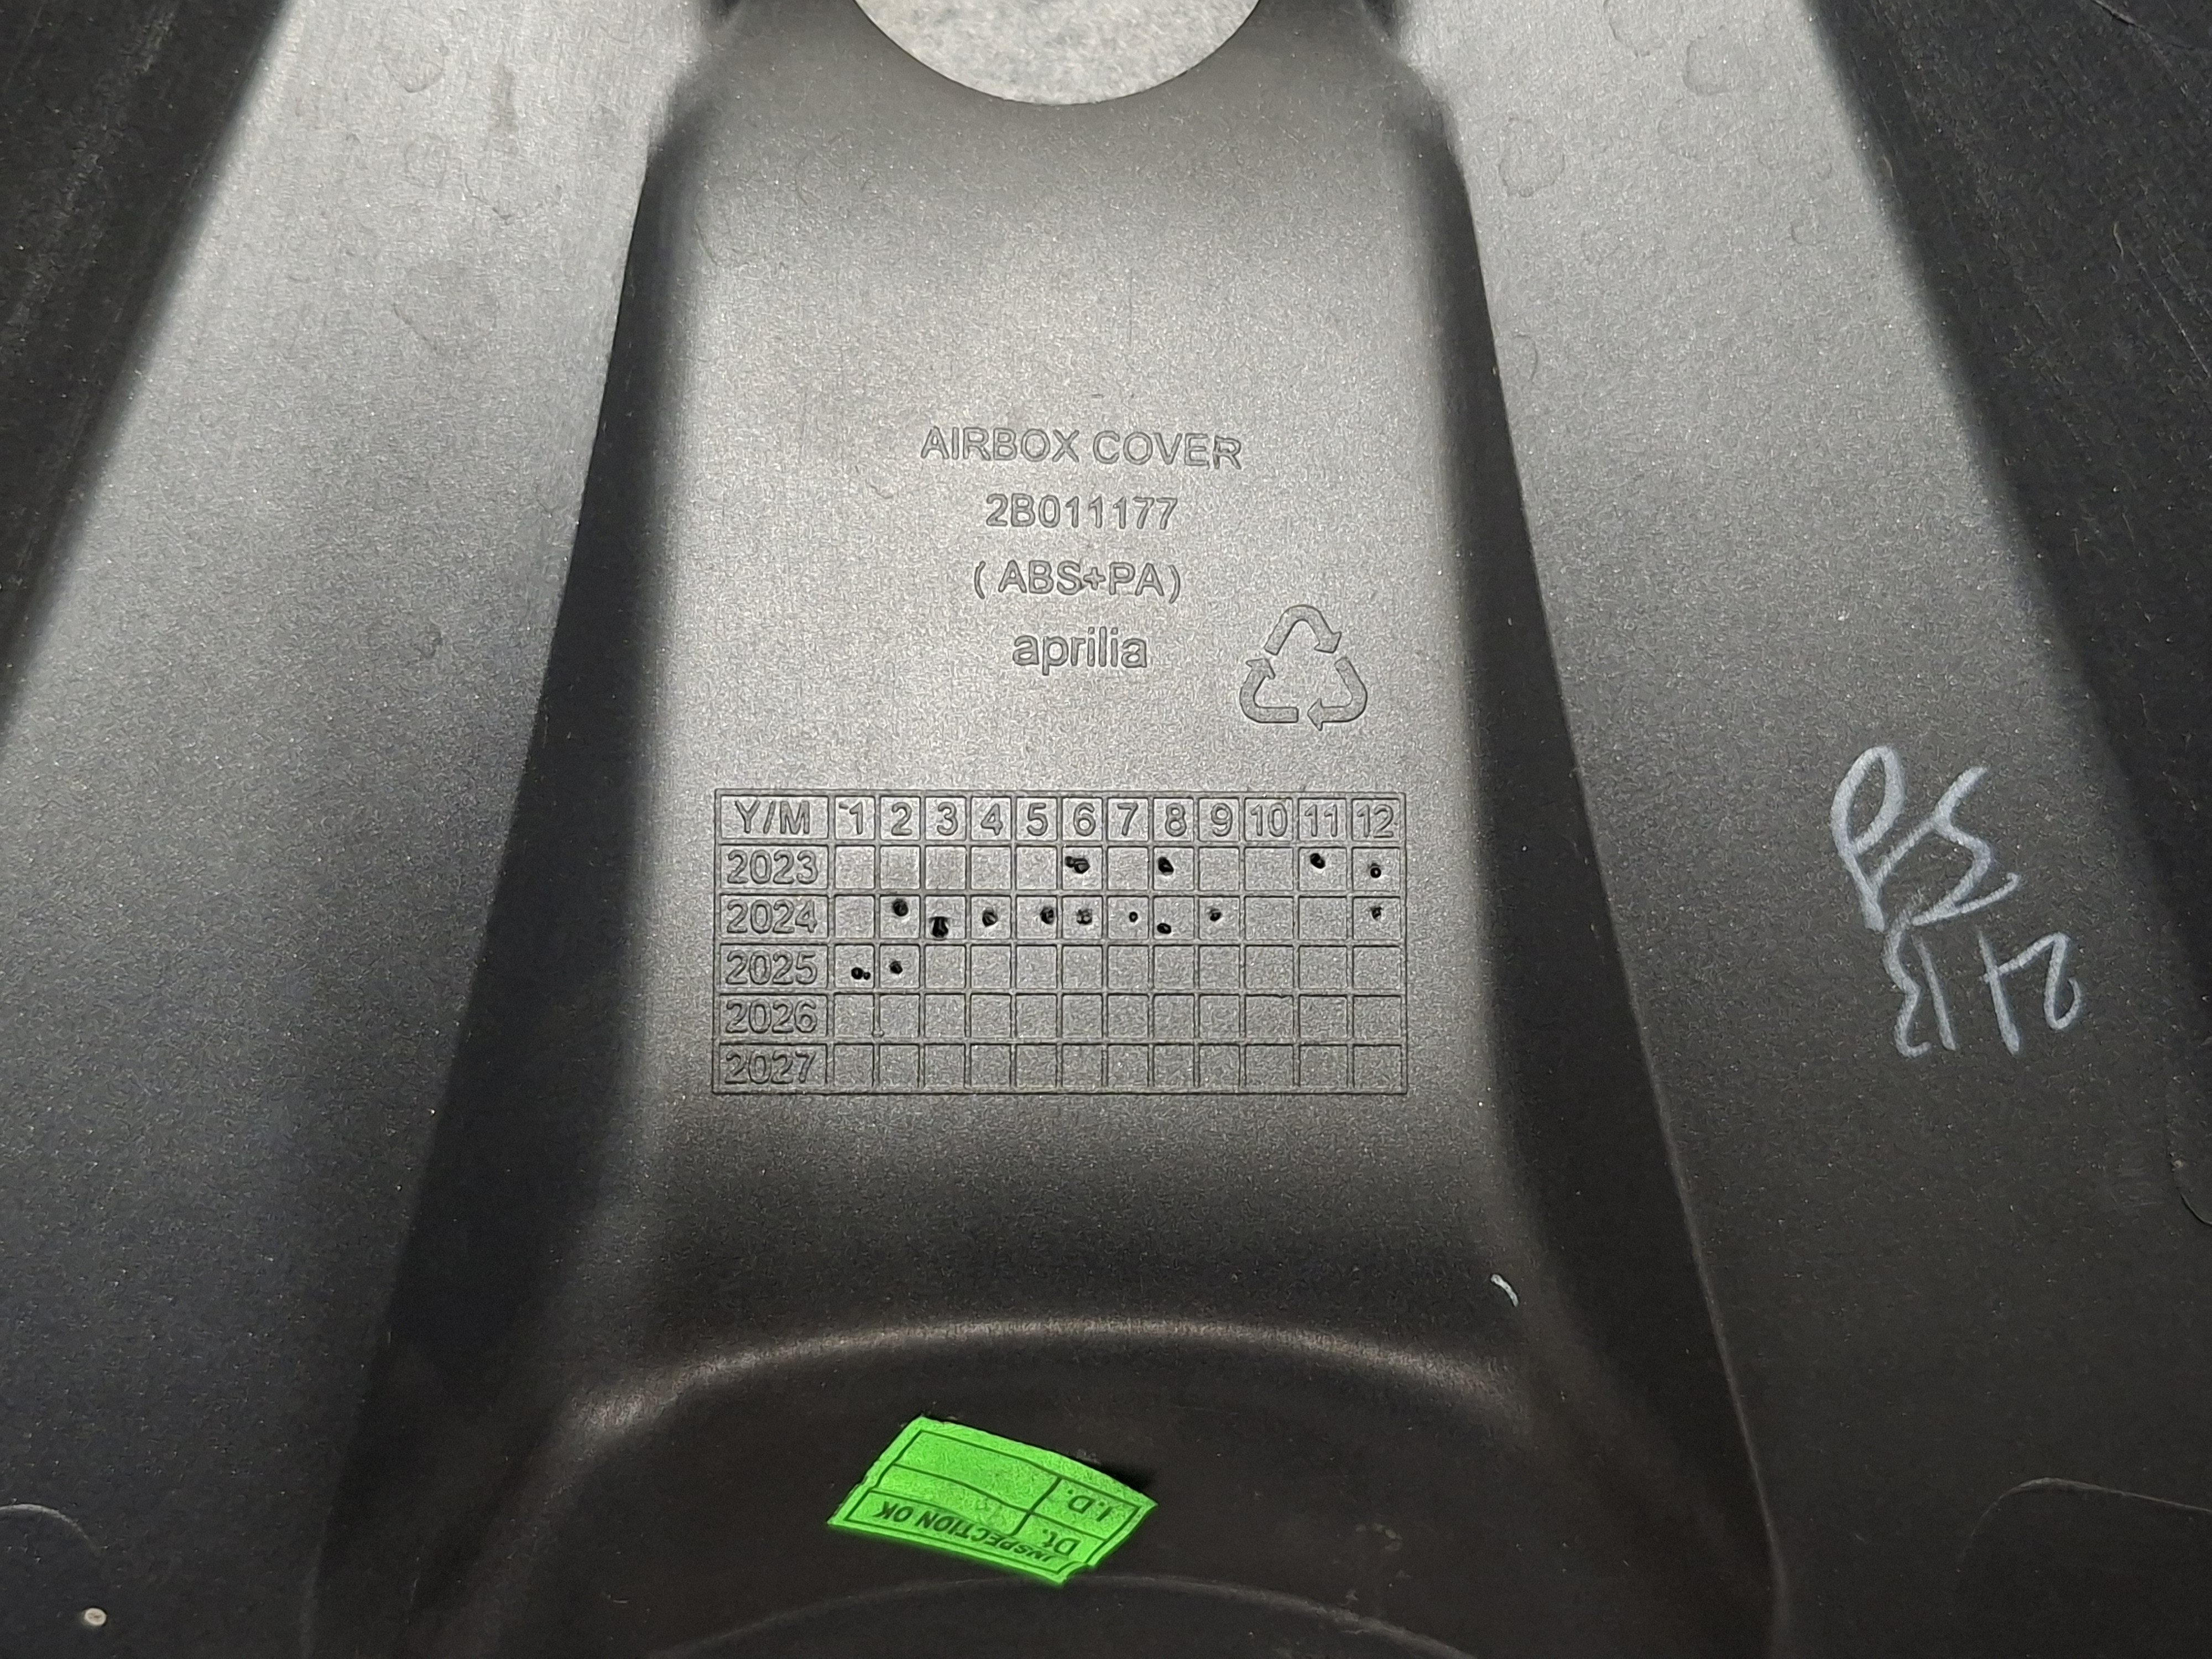 AIRBOX COVER
2B011177
( ABS+PA)
aprilia
Y/M 1 2 3 4 5 6 7 8 9 10 11 12
2023
2024
2025
2026
2027
INSPECTION OK
Dt.
I.D.